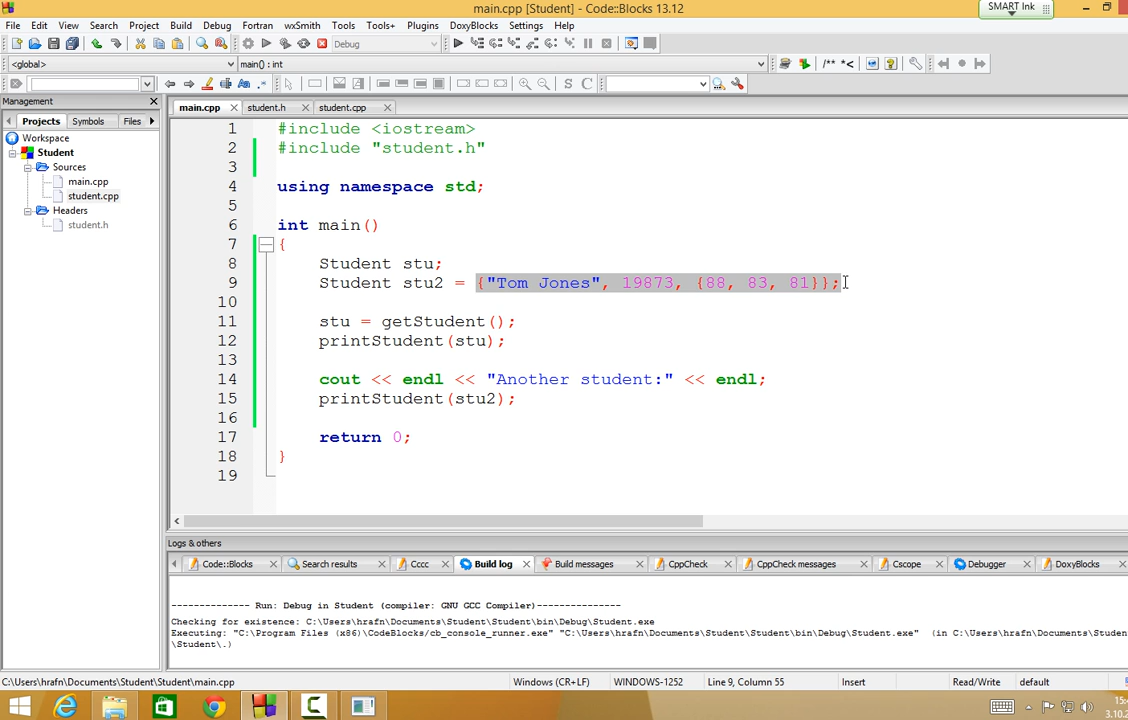 main.cpp [Student] - Code::Blocks 13.12
SMART Ink
File Edit View Search Project Build Debug Fortran wxSmith Tools Tools+ Plugins DoxyBlocks Settings Help
Debug
<global> main() : int
/** *<
S C
Management
main.cpp student.h student.cpp
Projects Symbols Files
Workspace
Student
Sources
main.cpp
student.cpp
Headers
student.h
1 #include <iostream>
2 #include "student.h"
3
4 using namespace std;
5
6 int main()
7 {
8 Student stu;
9 Student stu2 = {"Tom Jones", 19873, {88, 83, 81}};
10
11 stu = getStudent();
12 printStudent(stu);
13
14 cout << endl << "Another student:" << endl;
15 printStudent(stu2);
16
17 return 0;
18 }
19
Logs & others
Code::Blocks Search results Cccc Build log Build messages CppCheck CppCheck messages Cscope Debugger DoxyBlocks
-------------- Run: Debug in Student (compiler: GNU GCC Compiler)---------------
Checking for existence: C:\Users\hrafn\Documents\Student\Student\bin\Debug\Student.exe
Executing: "C:\Program Files (x86)\CodeBlocks/cb_console_runner.exe" "C:\Users\hrafn\Documents\Student\Student\bin\Debug\Student.exe" (in C:\Users\hrafn\Documents\Student
\Student\.)
C:\Users\hrafn\Documents\Student\Student\main.cpp Windows (CR+LF) WINDOWS-1252 Line 9, Column 55 Insert Read/Write default
15:4
3.10.2